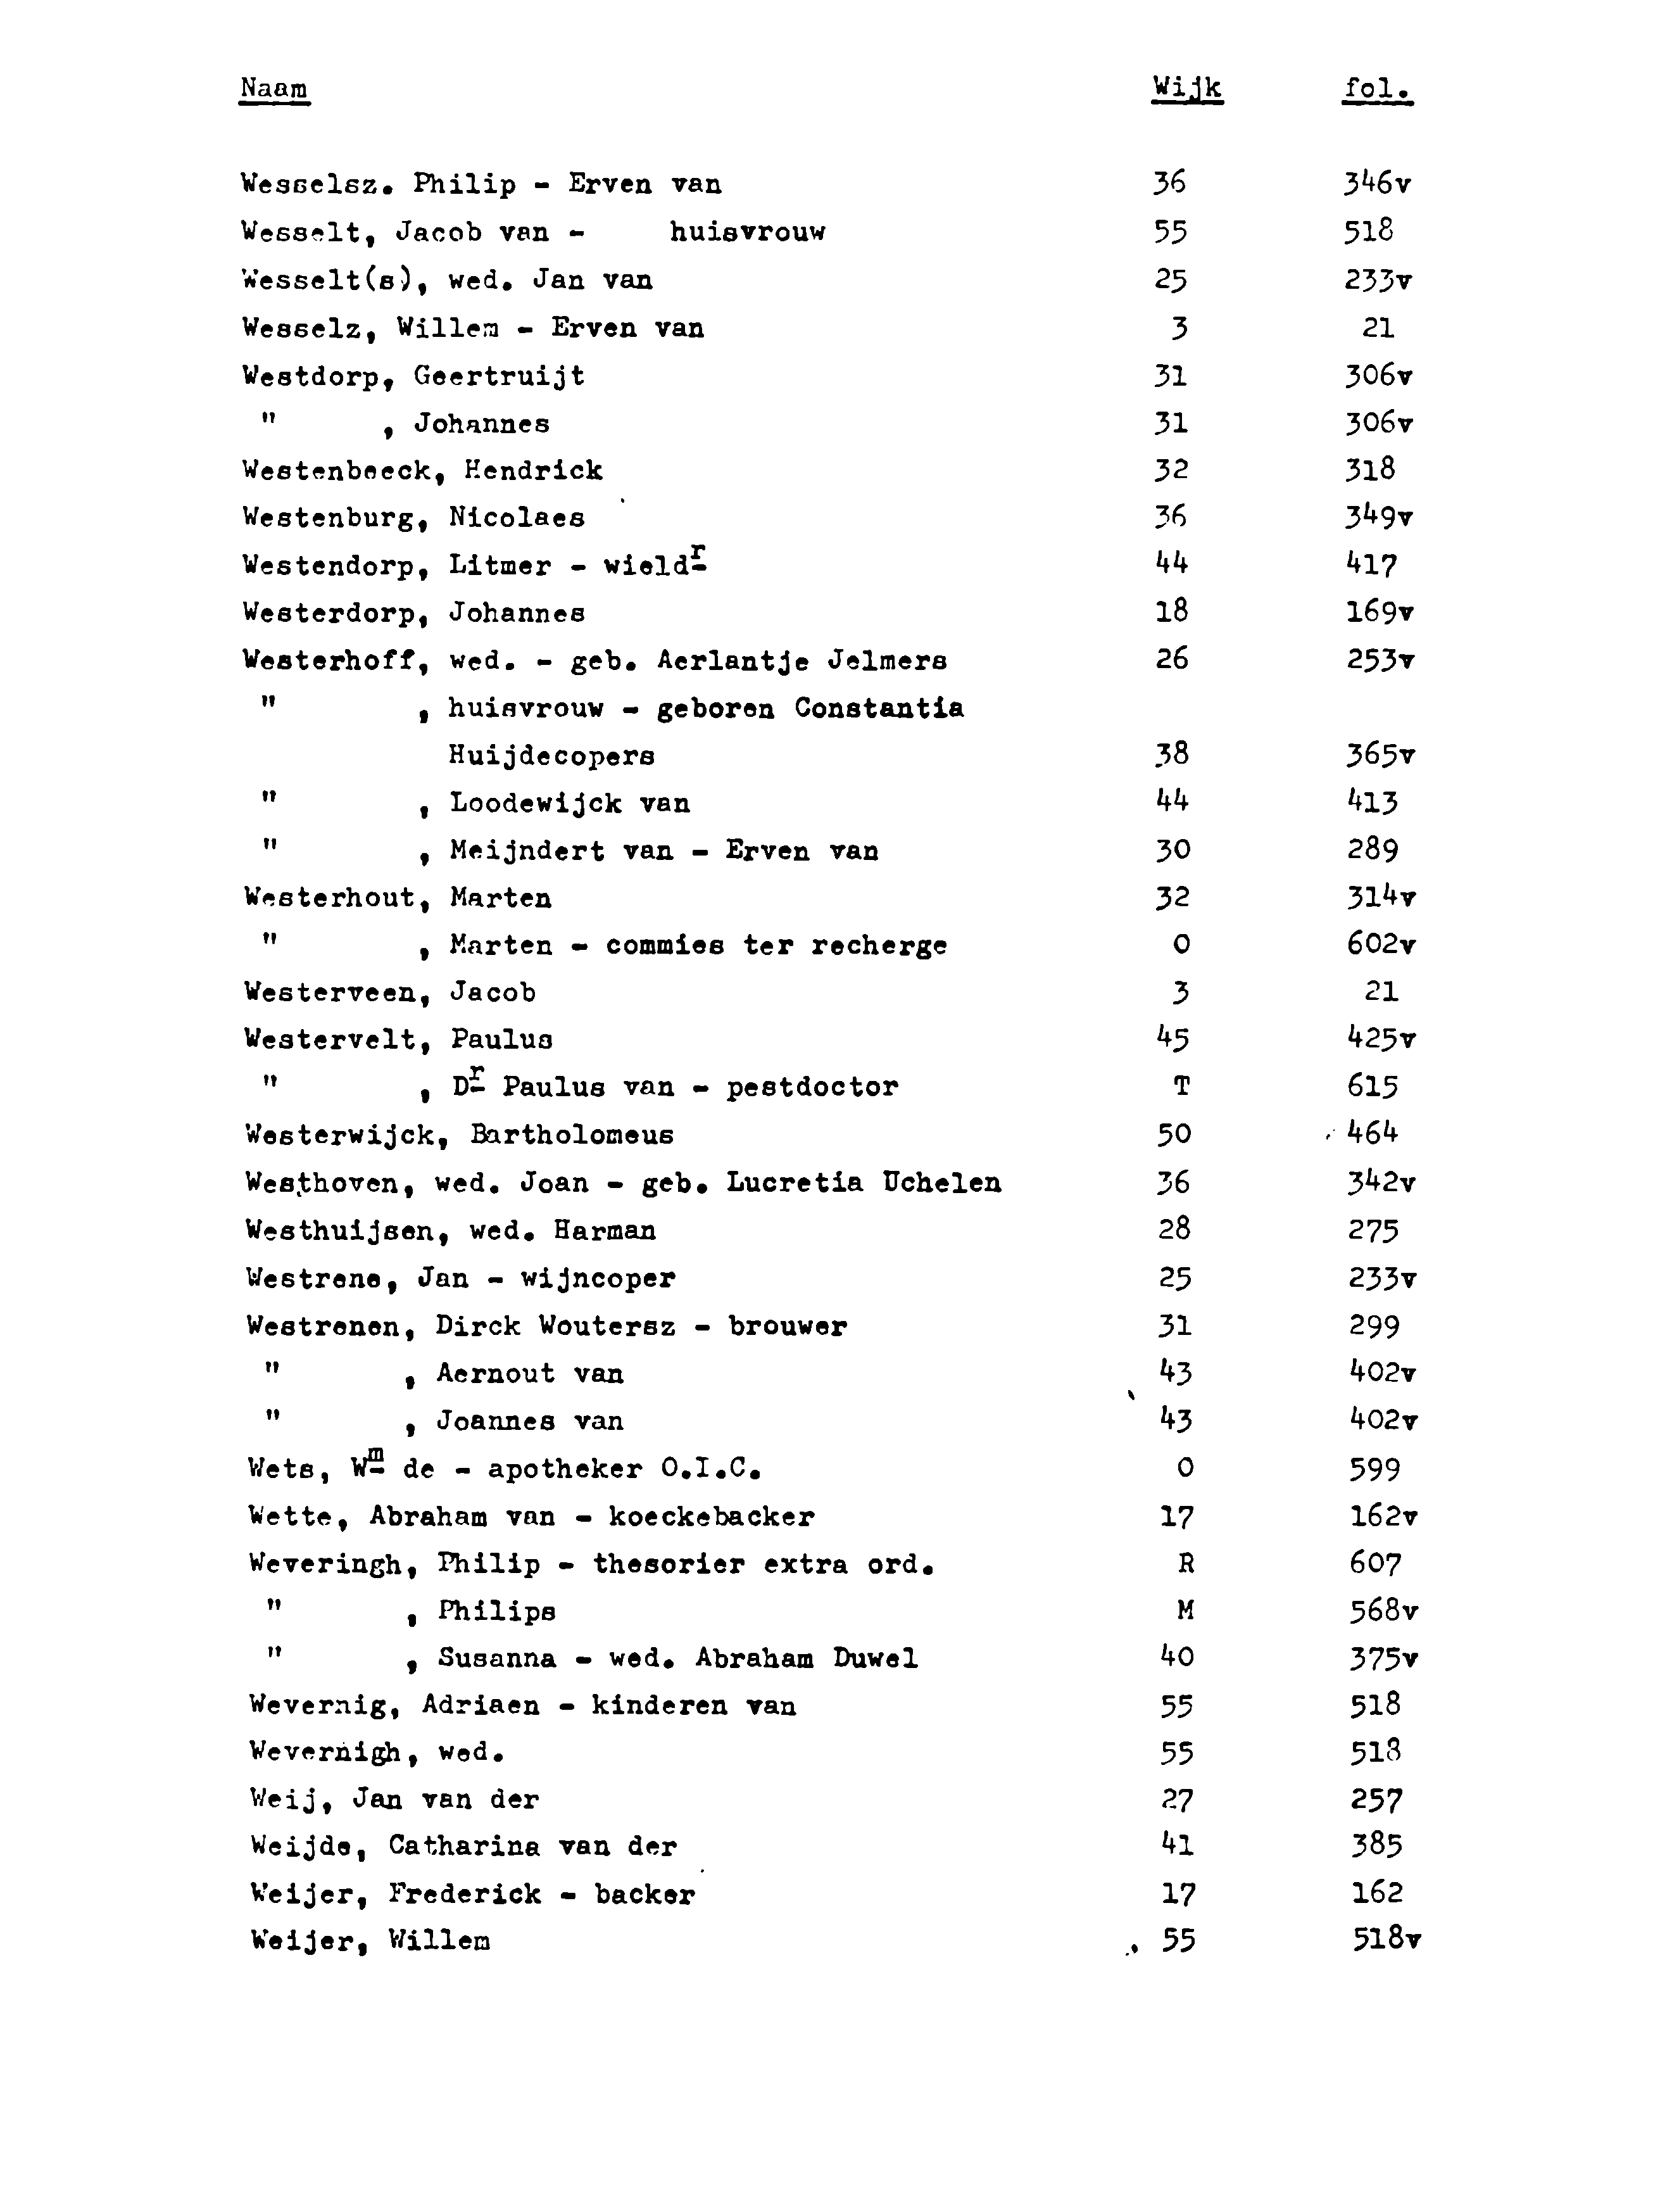 Naam Wijk fol.
Wesselsz. Philip - Erven van 36 346v
Wesselt, Jacob van - huisvrouw 55 518
Wesselt(s), wed. Jan van 25 233v
Wesselz, Willem - Erven van 3 21
Westdorp, Geertruijt 31 306v
" , Johannes 31 306v
Westenbeeck, Hendrick 32 318
Westenburg, Nicolaes 36 349v
Westendorp, Litmer - wieldr 44 417
Westerdorp, Johannes 18 169v
Westerhoff, wed. - geb. Aerlantje Jelmers 26 253v
" , huisvrouw - geboren Constantia
Huijdecopers 38 365v
" , Loodewijck van 44 413
" , Meijndert van - Erven van 30 289
Westerhout, Marten 32 314v
" , Marten - commies ter recherge O 602v
Westerveen, Jacob 3 21
Westervelt, Paulus 45 425v
" , Dr Paulus van - pestdoctor T 615
Westerwijck, Bartholomeus 50 464
Westhoven, wed. Joan - geb. Lucretia Uchelen 36 342v
Westhuijsen, wed. Harman 28 275
Westrene, Jan - wijncoper 25 233v
Westrenen, Dirck Woutersz - brouwer 31 299
" , Aernout van 43 402v
" , Joannes van 43 402v
Wets, Wm de - apotheker O.I.C. O 599
Wette, Abraham van - koeckebacker 17 162v
Weveringh, Philip - thesorier extra ord. R 607
" , Philips M 568v
" , Susanna - wed. Abraham Duwel 40 375v
Wevernig, Adriaen - kinderen van 55 518
Wevernigh, wed. 55 518
Weij, Jan van der 27 257
Weijde, Catharina van der 41 385
Weijer, Frederick - backer 17 162
Weijer, Willem 55 518v